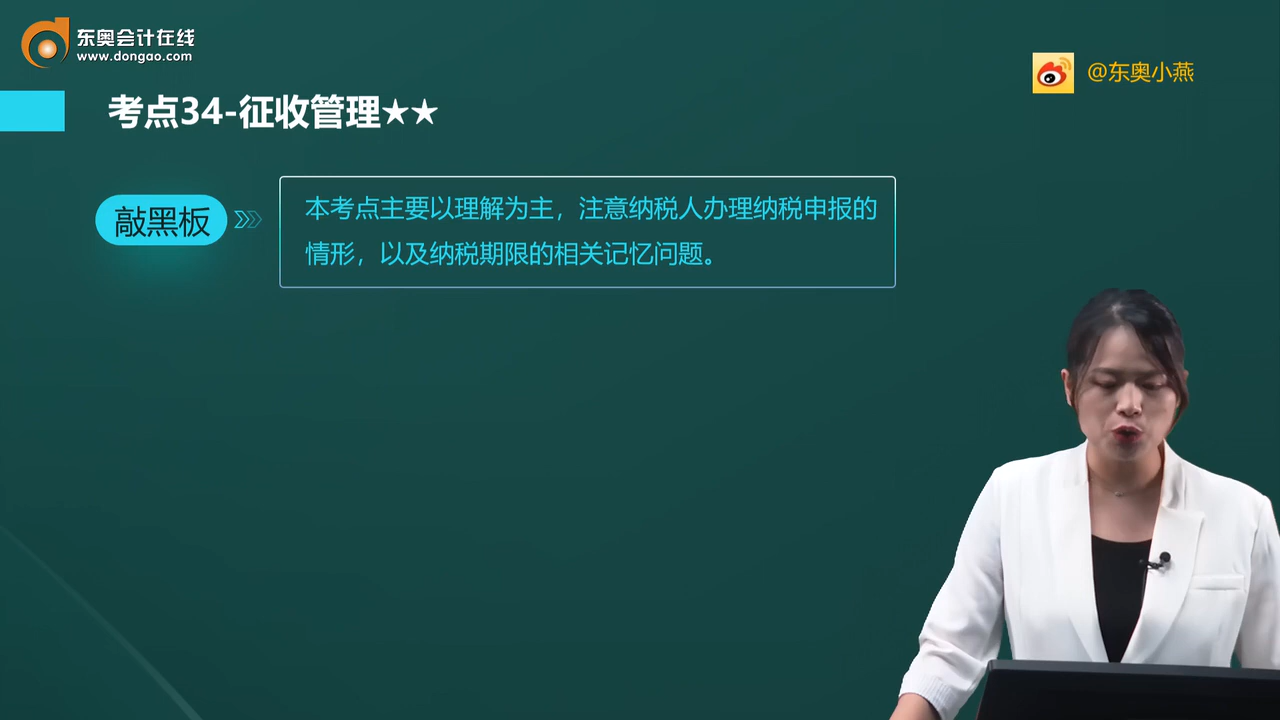 东奥会计在线
www.dongao.com
@东奥小燕
考点34-征收管理★★
敲黑板
本考点主要以理解为主，注意纳税人办理纳税申报的
情形，以及纳税期限的相关记忆问题。